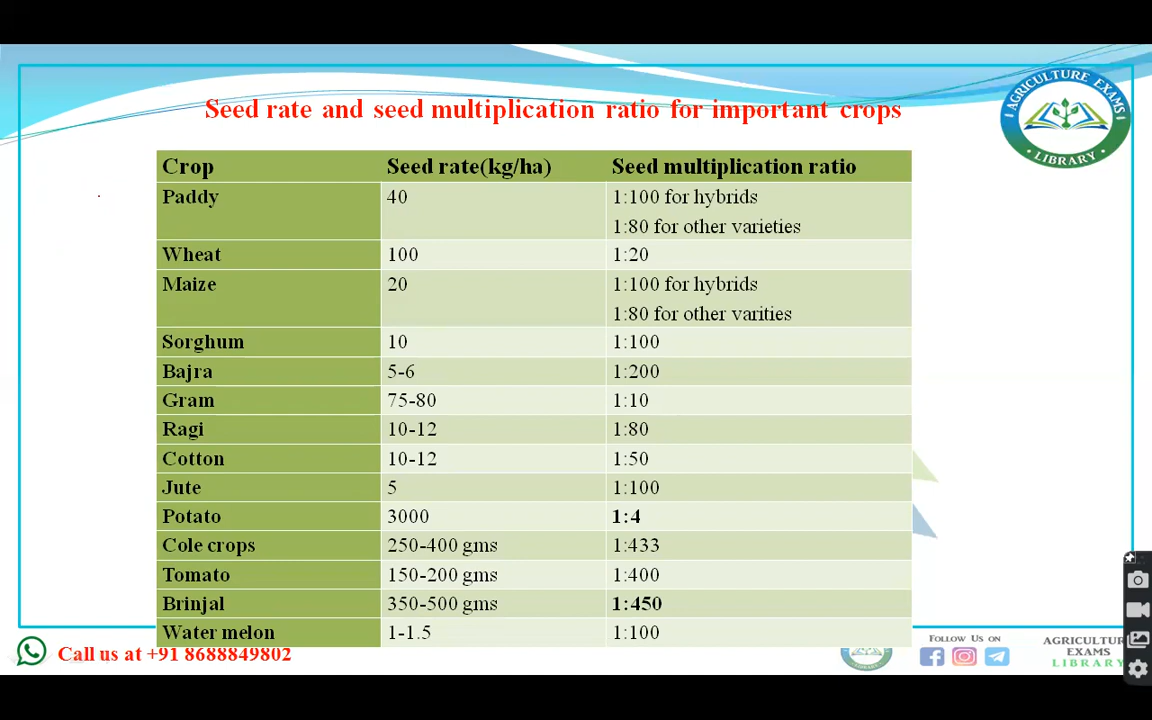 AGRICULTURE EXAMS
LIBRARY
Seed rate and seed multiplication ratio for important crops
Crop Seed rate(kg/ha) Seed multiplication ratio
Paddy 40 1:100 for hybrids
1:80 for other varieties
Wheat 100 1:20
Maize 20 1:100 for hybrids
1:80 for other varities
Sorghum 10 1:100
Bajra 5-6 1:200
Gram 75-80 1:10
Ragi 10-12 1:80
Cotton 10-12 1:50
Jute 5 1:100
Potato 3000 1:4
Cole crops 250-400 gms 1:433
Tomato 150-200 gms 1:400
Brinjal 350-500 gms 1:450
Water melon 1-1.5 1:100
Call us at +91 8688849802
FOLLOW US ON
AGRICULTUR
EXAMS
LIBRARY